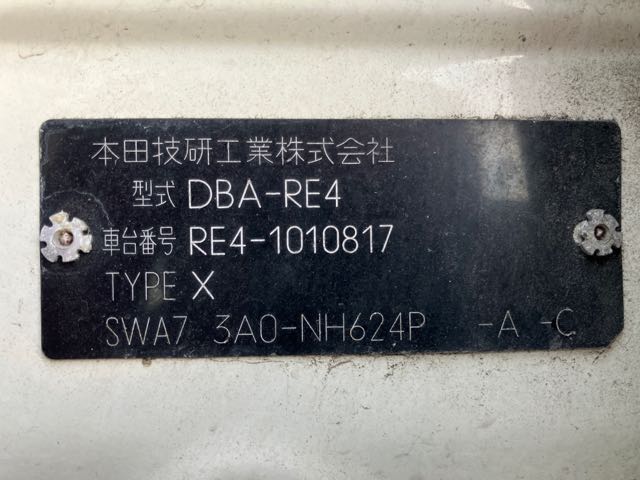 本田技研工業株式会社
型式 DBA-RE4
車台番号 RE4-1010817
TYPE X
SWA7 3A0-NH624P -A -C